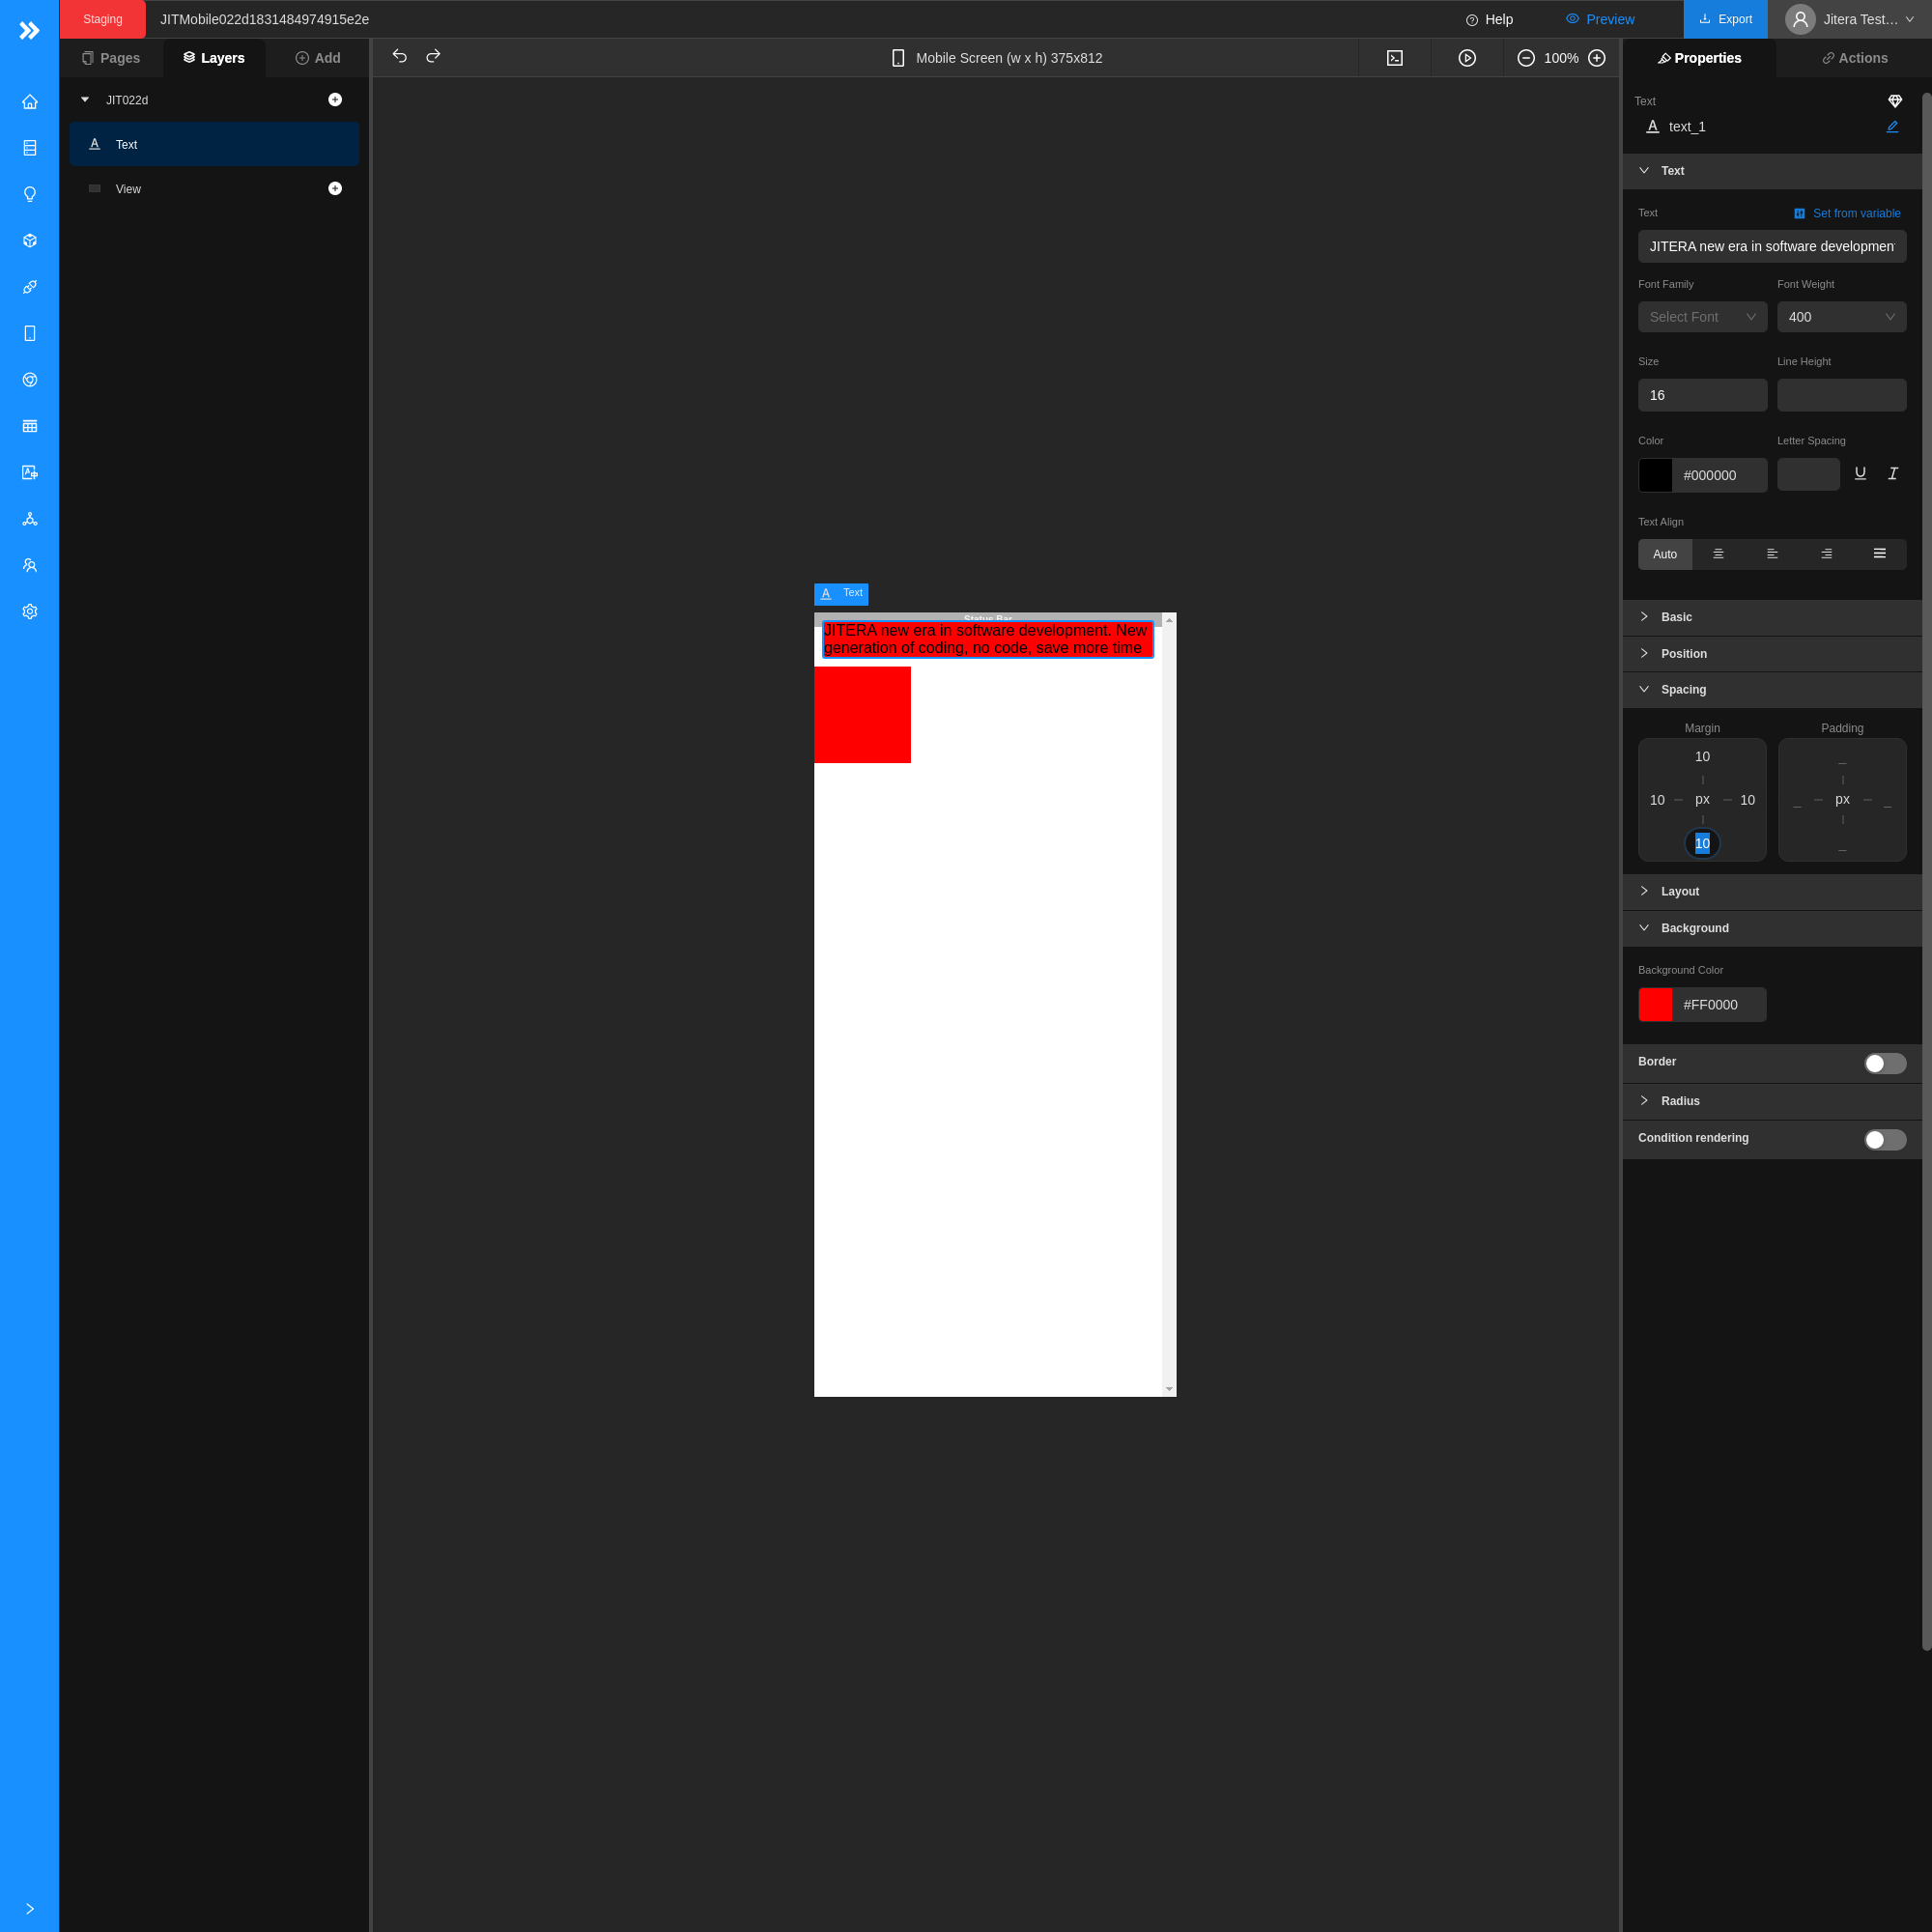 Staging
JITMobile022d1831484974915e2e
Help
Preview
Export
Jitera Test...
Pages
Layers
Add
Mobile Screen (w x h) 375x812
100%
Properties
Actions
JIT022d
Text
View
Text
text_1
Text
Text
Set from variable
JITERA new era in software development
Font Family
Font Weight
Select Font
400
Size
Line Height
16
Color
Letter Spacing
#000000
Text Align
Auto
Text
Status Bar
JITERA new era in software development. New
generation of coding, no code, save more time
Basic
Position
Spacing
Margin
Padding
10
10
px
10
10
px
Layout
Background
Background Color
#FF0000
Border
Radius
Condition rendering